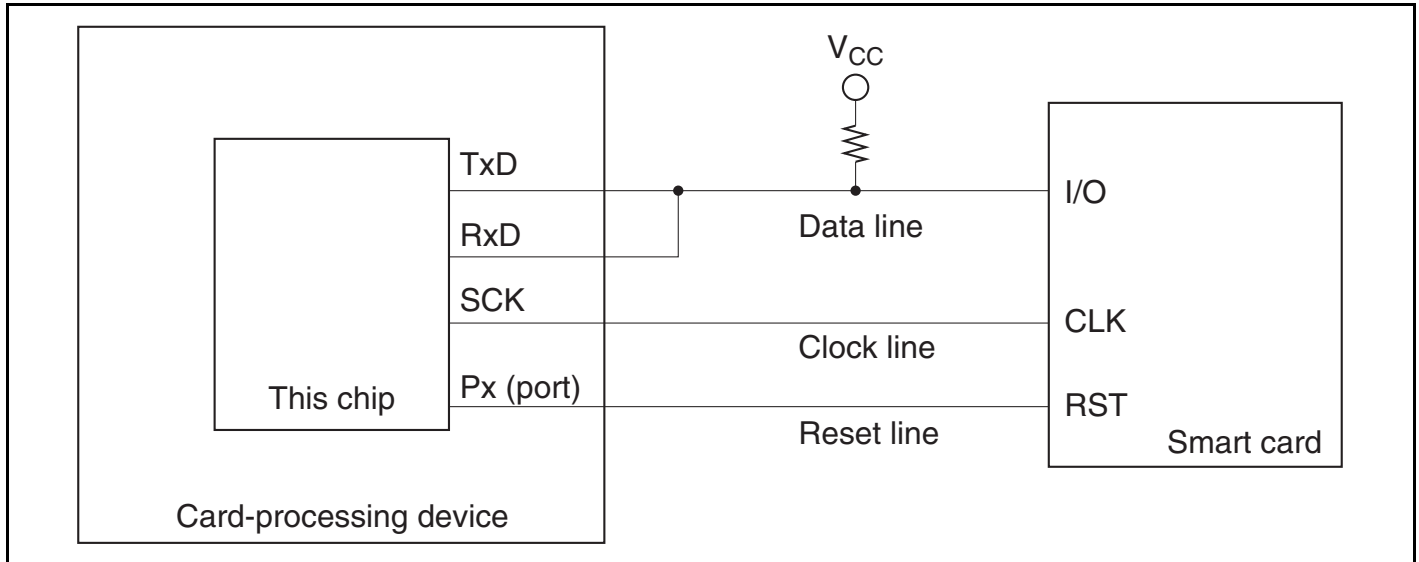 V_CC
TxD
I/O
RxD
Data line
SCK
CLK
Clock line
Px (port)
This chip
RST
Reset line
Smart card
Card-processing device